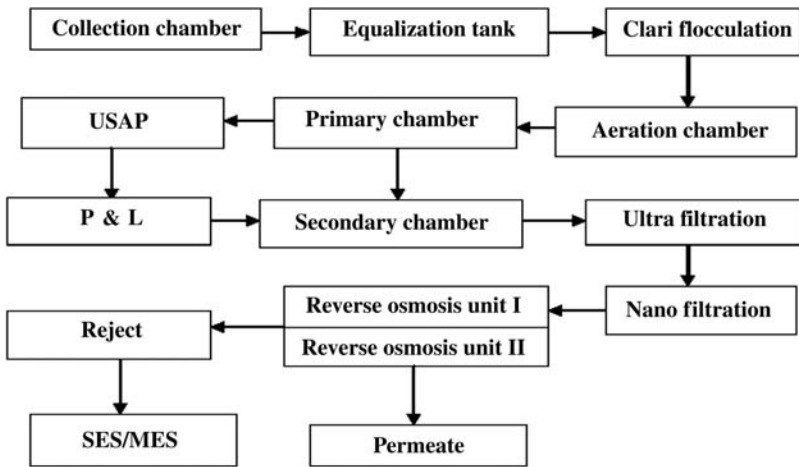 Collection chamber
Equalization tank
Clari flocculation
USAP
Primary chamber
Aeration chamber
P & L
Secondary chamber
Ultra filtration
Reject
Reverse osmosis unit I
Nano filtration
Reverse osmosis unit II
SES/MES
Permeate